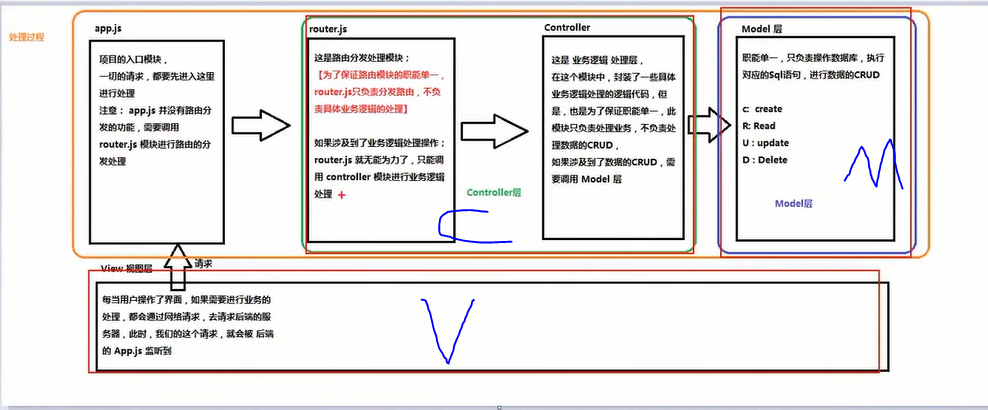 处理过程
app.js
项目的入口模块，
一切的请求，都要先进入这里
进行处理
注意： app.js 并没有路由分
发的功能，需要调用
router.js 模块进行路由的分
发处理
router.js
这是路由分发处理模块；
【为了保证路由模块的职能单一，
router.js只负责分发路由，不负
责具体业务逻辑的处理】
如果涉及到了业务逻辑处理操作；
router.js 就无能为力了，只能调
用 controller 模块进行业务逻辑
处理
Controller层
C
Controller
这是 业务逻辑 处理层，
在这个模块中，封装了一些具体
业务逻辑处理的逻辑代码，但
是，也是为了保证职能单一，此
模块只负责处理业务，不负责处
理数据的CRUD，
如果涉及到了数据的CRUD，需
要调用 Model 层
Model 层
职能单一，只负责操作数据库，执行
对应的Sql语句，进行数据的CRUD
c: create
R: Read
U : update
D : Delete
M
Model层
View 视图层
请求
每当用户操作了界面，如果需要进行业务的
处理，都会通过网络请求，去请求后端的服
务器，此时，我们的这个请求，就会被 后端
的 App.js 监听到
V